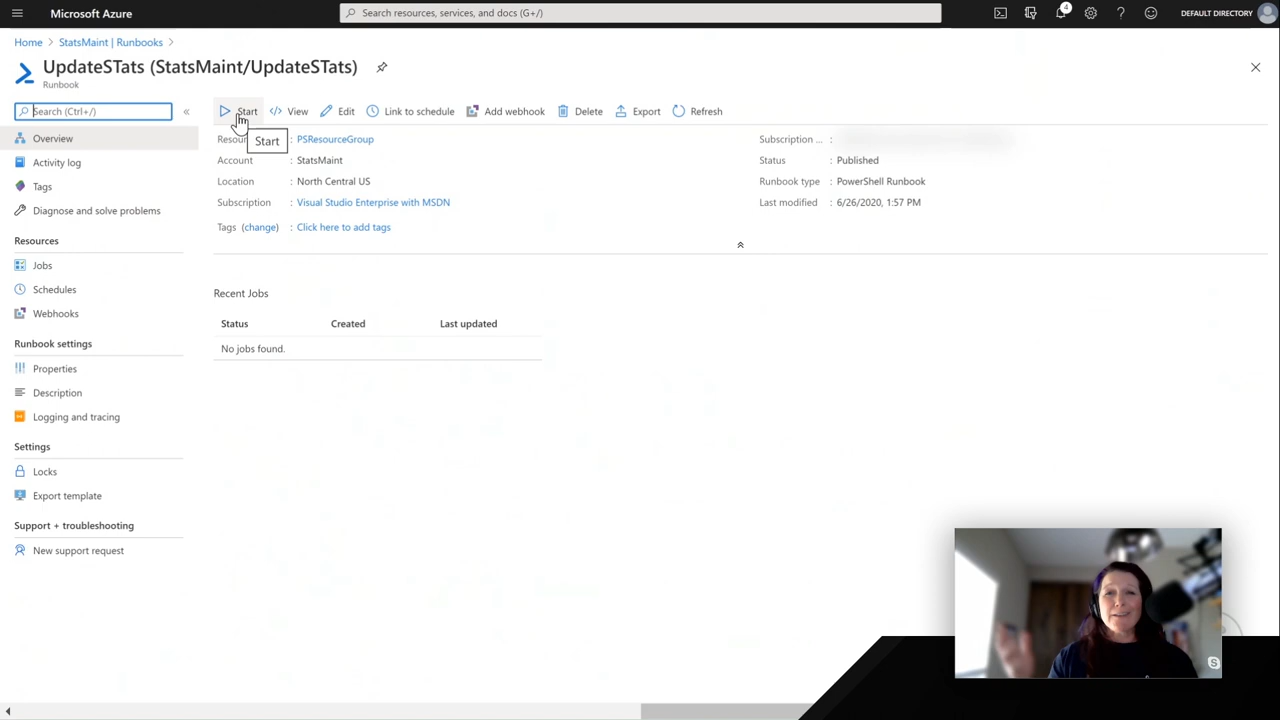 Microsoft Azure
Search resources, services, and docs (G+/)
4
DEFAULT DIRECTORY
Home > StatsMaint | Runbooks >
UpdateSTats (StatsMaint/UpdateSTats)
Runbook
Search (Ctrl+/)
«
Start
View
Edit
Link to schedule
Add webhook
Delete
Export
Refresh
Start
Overview
Activity log
Tags
Diagnose and solve problems
Resources
Jobs
Schedules
Webhooks
Runbook settings
Properties
Description
Logging and tracing
Settings
Locks
Export template
Support + troubleshooting
New support request
: PSResourceGroup
Account : StatsMaint
Location : North Central US
Subscription : Visual Studio Enterprise with MSDN
Tags (change) : Click here to add tags
Subscription ... :
Status : Published
Runbook type : PowerShell Runbook
Last modified : 6/26/2020, 1:57 PM
Recent Jobs
Status Created Last updated
No jobs found.